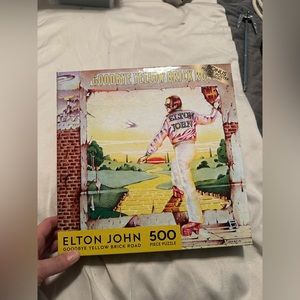 GOODBYE YELLOW BRICK
ELTON
JOHN
ELTON JOHN 500
GOODBYE YELLOW BRICK ROAD PIECE PUZZLE